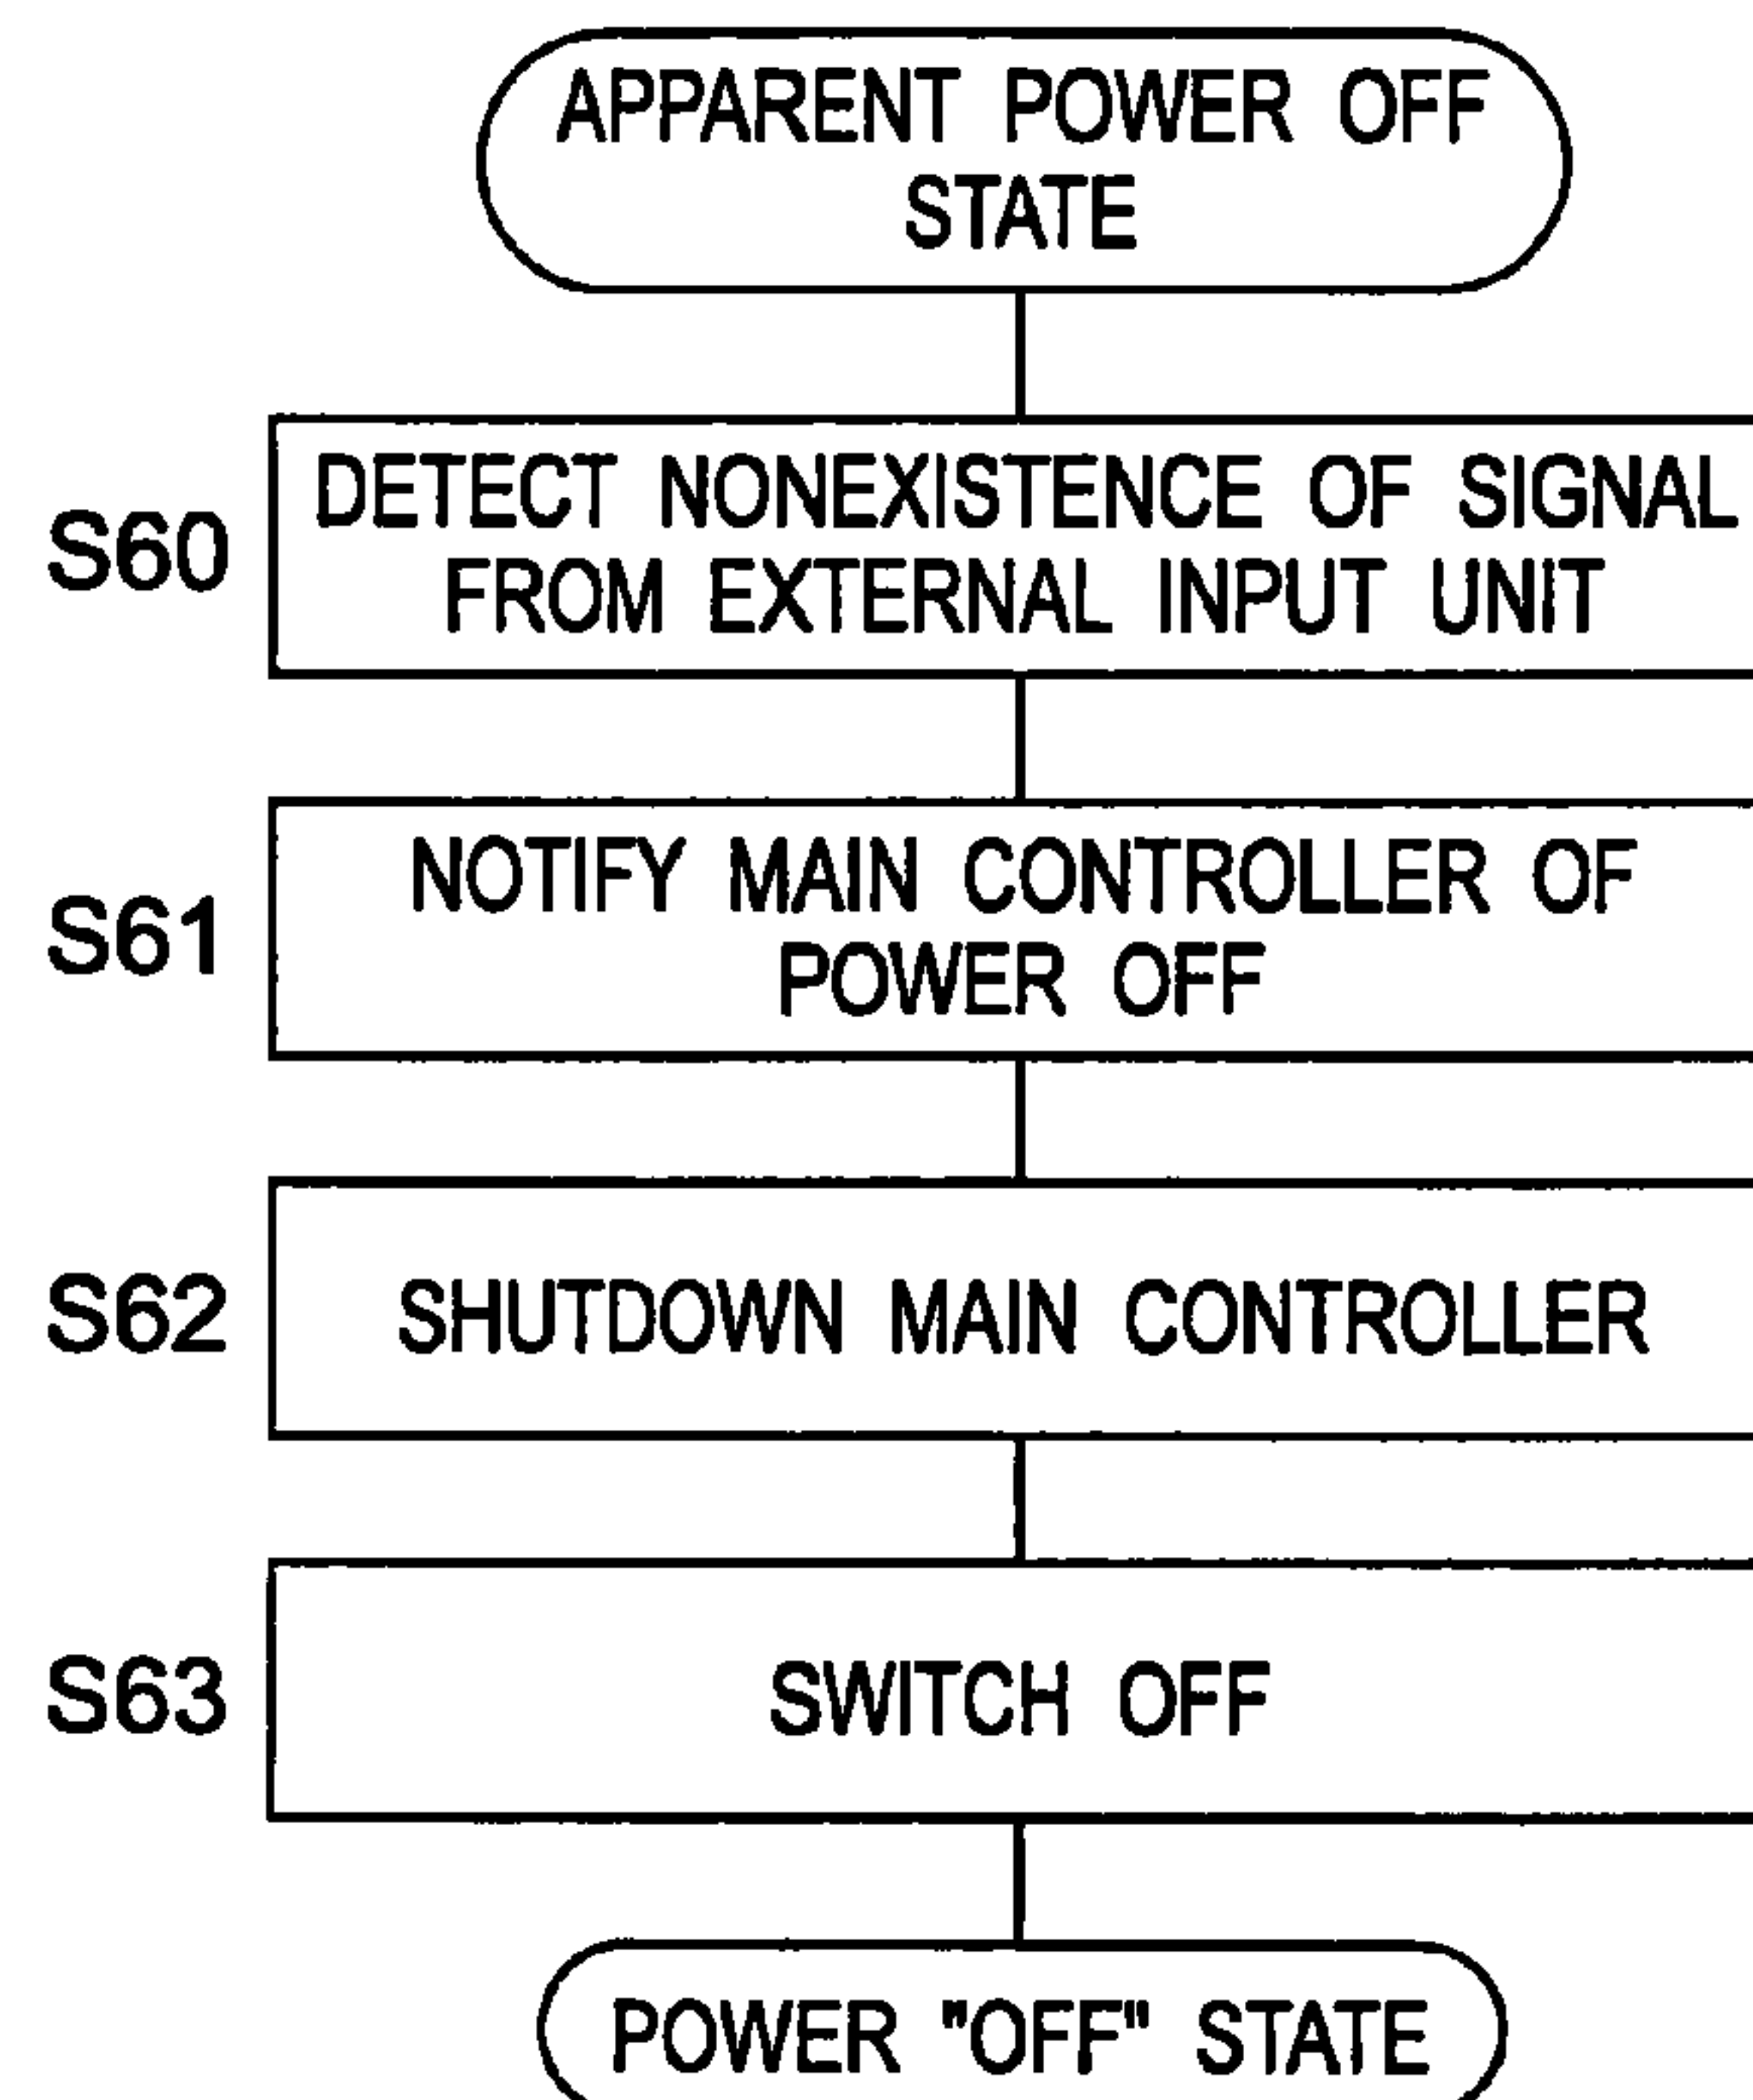 APPARENT POWER OFF
STATE
S60
DETECT NONEXISTENCE OF SIGNAL
FROM EXTERNAL INPUT UNIT
S61
NOTIFY MAIN CONTROLLER OF
POWER OFF
S62
SHUTDOWN MAIN CONTROLLER
S63
SWITCH OFF
POWER "OFF" STATE